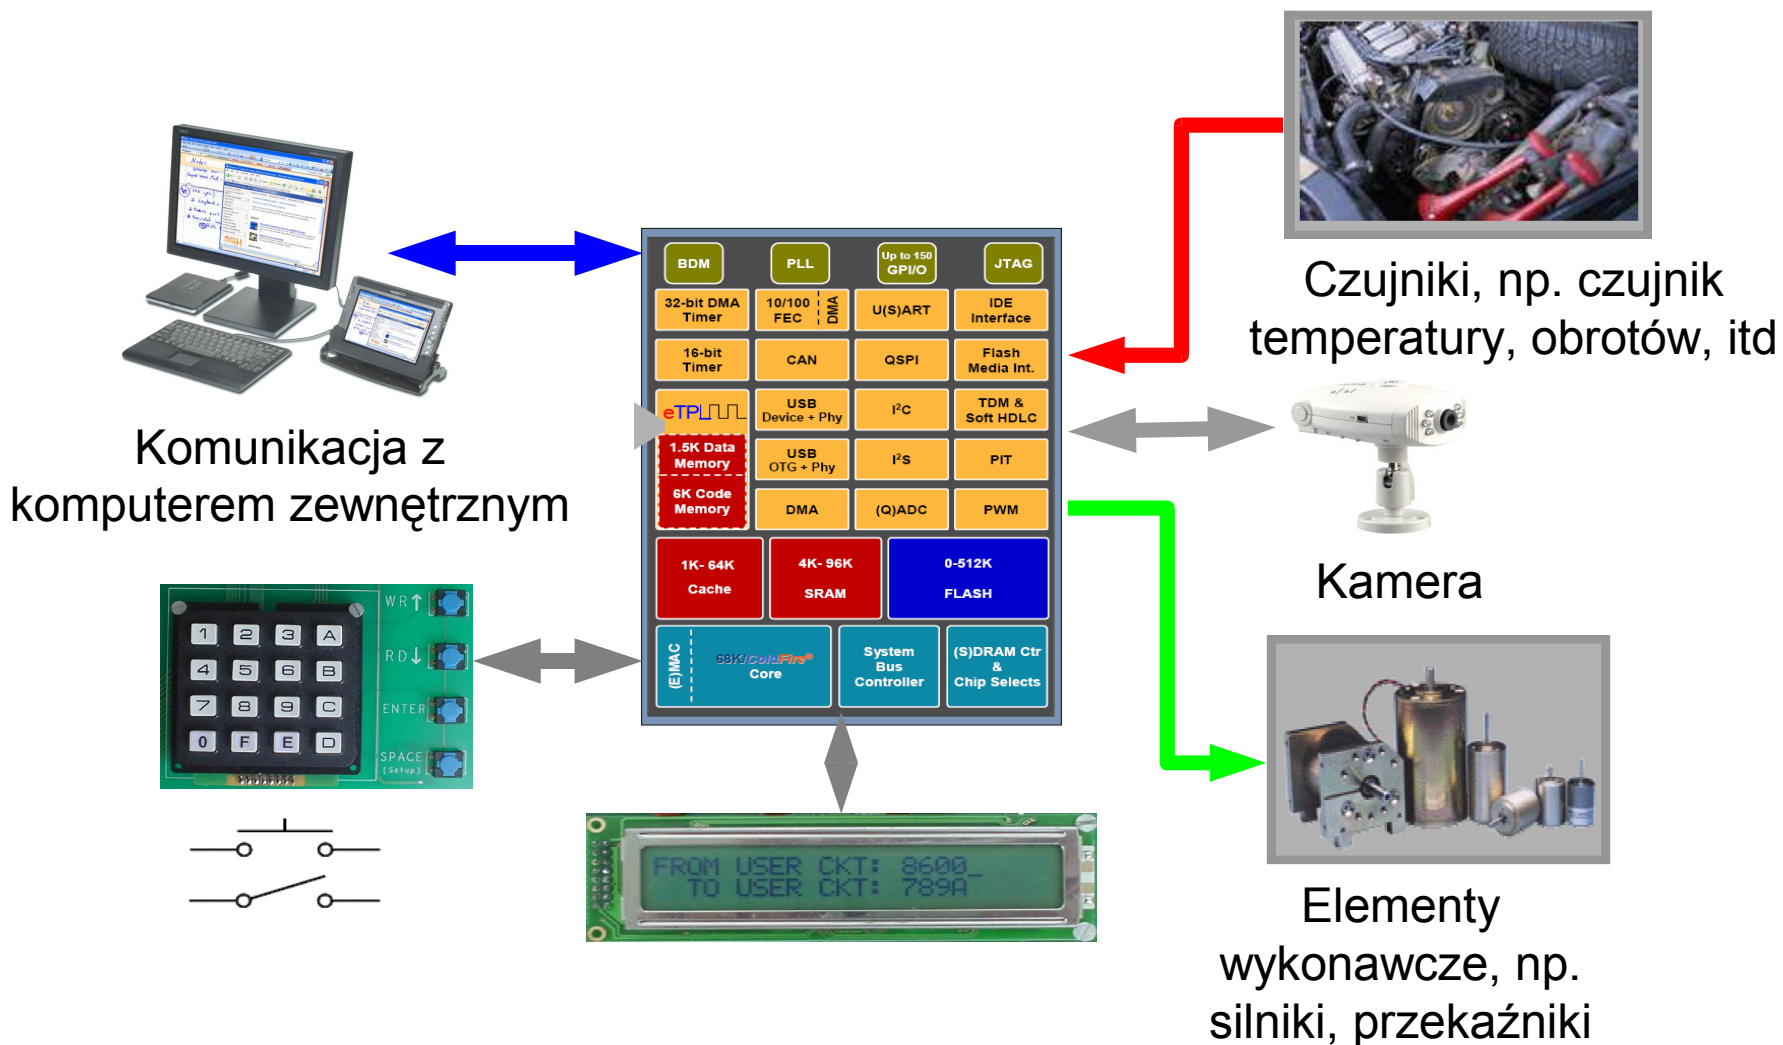 Czujniki, np. czujnik
temperatury, obrotów, itd
Komunikacja z
komputerem zewnętrznym
BDM
PLL
Up to 150
GPI/O
JTAG
32-bit DMA
Timer
10/100
FEC
DMA
U(S)ART
IDE
Interface
16-bit
Timer
CAN
QSPI
Flash
Media Int.
eTPU
USB
Device + Phy
I²C
TDM &
Soft HDLC
1.5K Data
Memory
USB
OTG + Phy
I²S
PIT
6K Code
Memory
DMA
(Q)ADC
PWM
1K- 64K
Cache
4K- 96K
SRAM
0-512K
FLASH
(E)MAC
68K/ColdFire®
Core
System
Bus
Controller
(S)DRAM Ctr
&
Chip Selects
Kamera
1 2 3 A
4 5 6 B
7 8 9 C
0 F E D
WR↑
RD↓
ENTER
SPACE
(Setup)
FROM USER CKT: 8600_
TO USER CKT: 789A
Elementy
wykonawcze, np.
silniki, przekaźniki